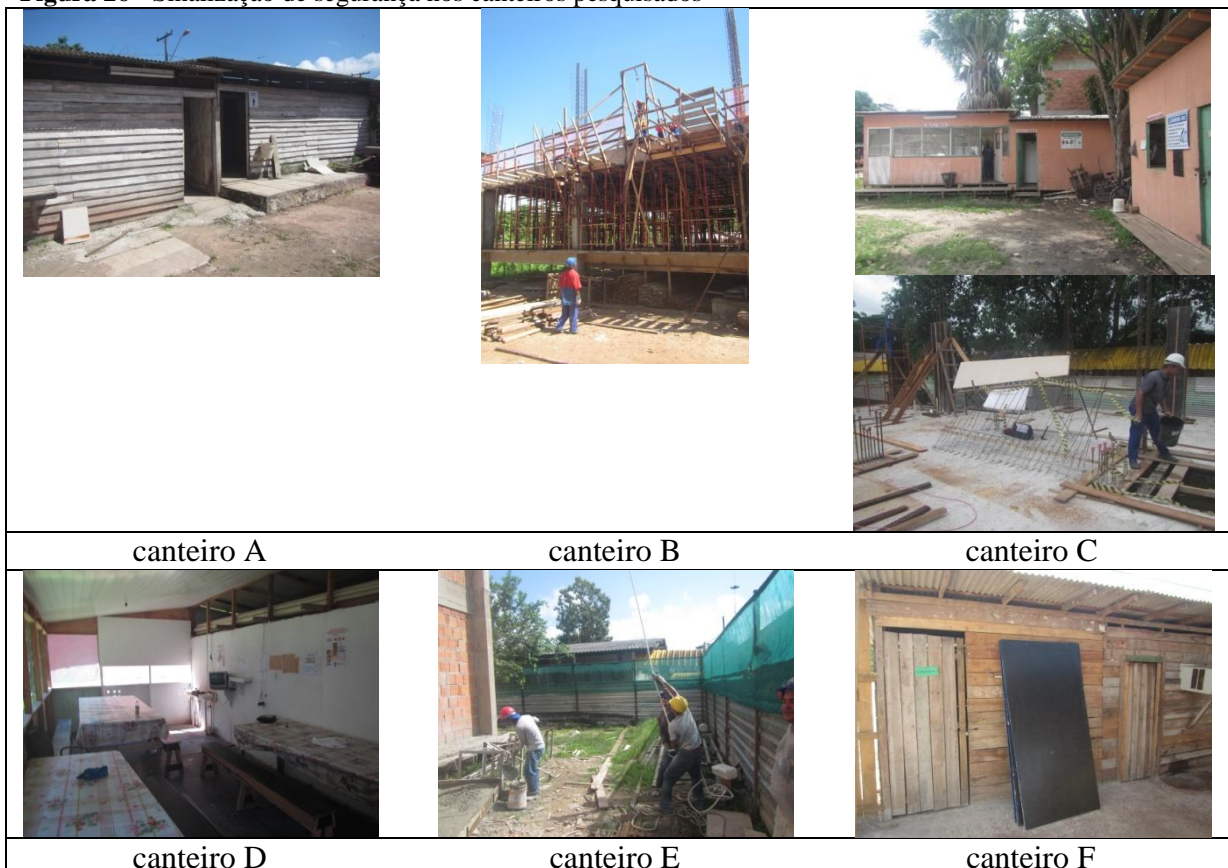 Sinalização de segurança nos canteiros pesquisados
canteiro A
canteiro B
canteiro C
canteiro D
canteiro E
canteiro F